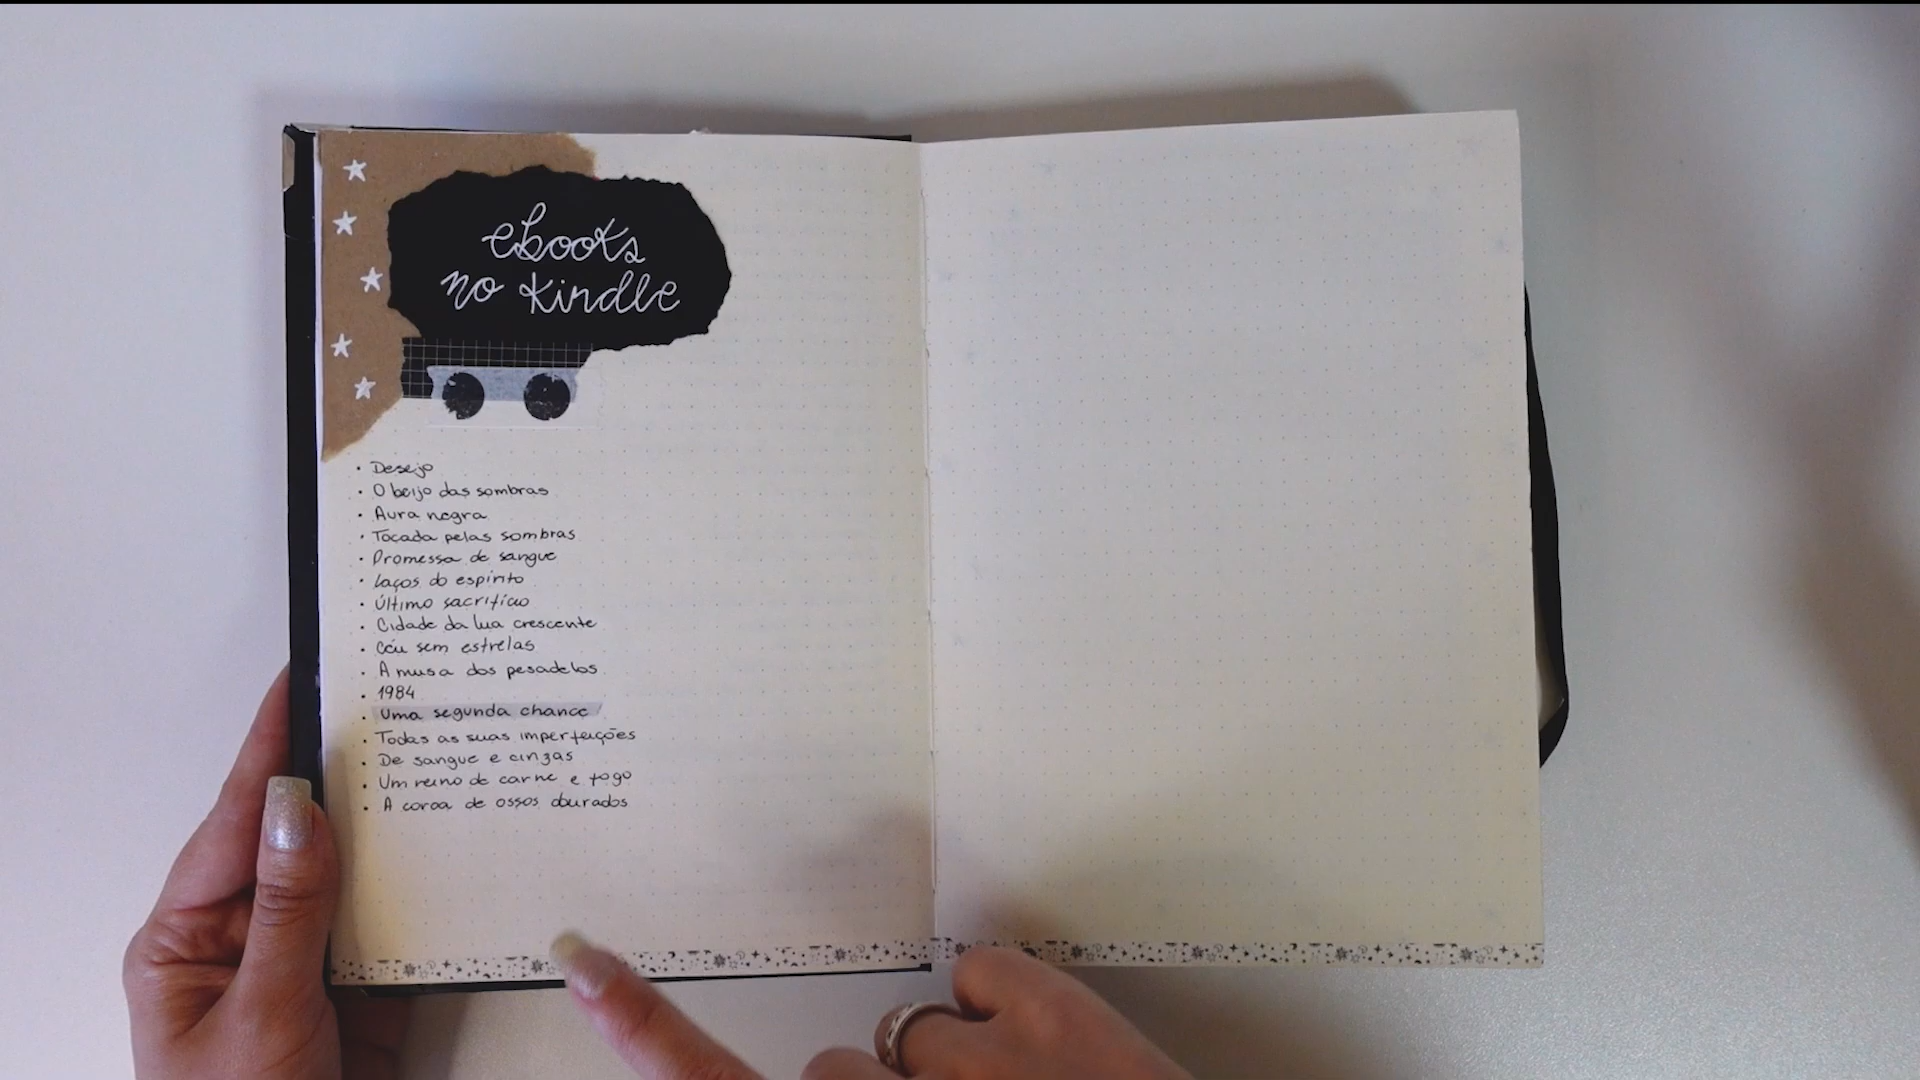 ebooks
no kindle
• Desejo
• O beijo das sombras
• Aura negra
• Tocada pelas sombras
• Promessa de sangue
• Laços do espírito
• Último sacrifício
• Cidade da lua crescente
• Céu sem estrelas
• A musa dos pesadelos
• 1984
• Uma segunda chance
• Todas as suas imperfeições
• De sangue e cinzas
• Um reino de carne e fogo
• A coroa de ossos dourados